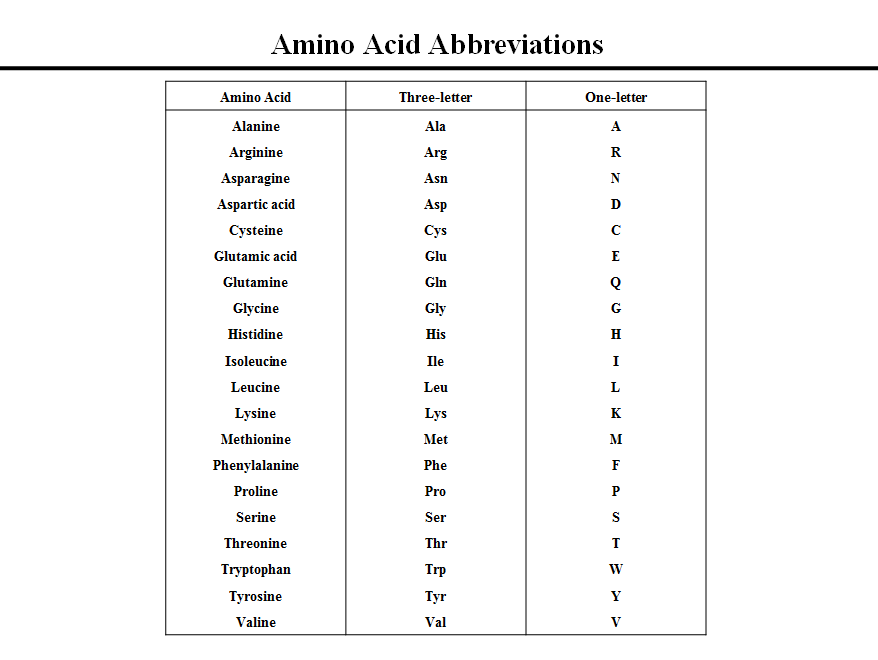 Amino Acid Abbreviations
Amino Acid Three-letter One-letter
Alanine Ala A
Arginine Arg R
Asparagine Asn N
Aspartic acid Asp D
Cysteine Cys C
Glutamic acid Glu E
Glutamine Gln Q
Glycine Gly G
Histidine His H
Isoleucine Ile I
Leucine Leu L
Lysine Lys K
Methionine Met M
Phenylalanine Phe F
Proline Pro P
Serine Ser S
Threonine Thr T
Tryptophan Trp W
Tyrosine Tyr Y
Valine Val V